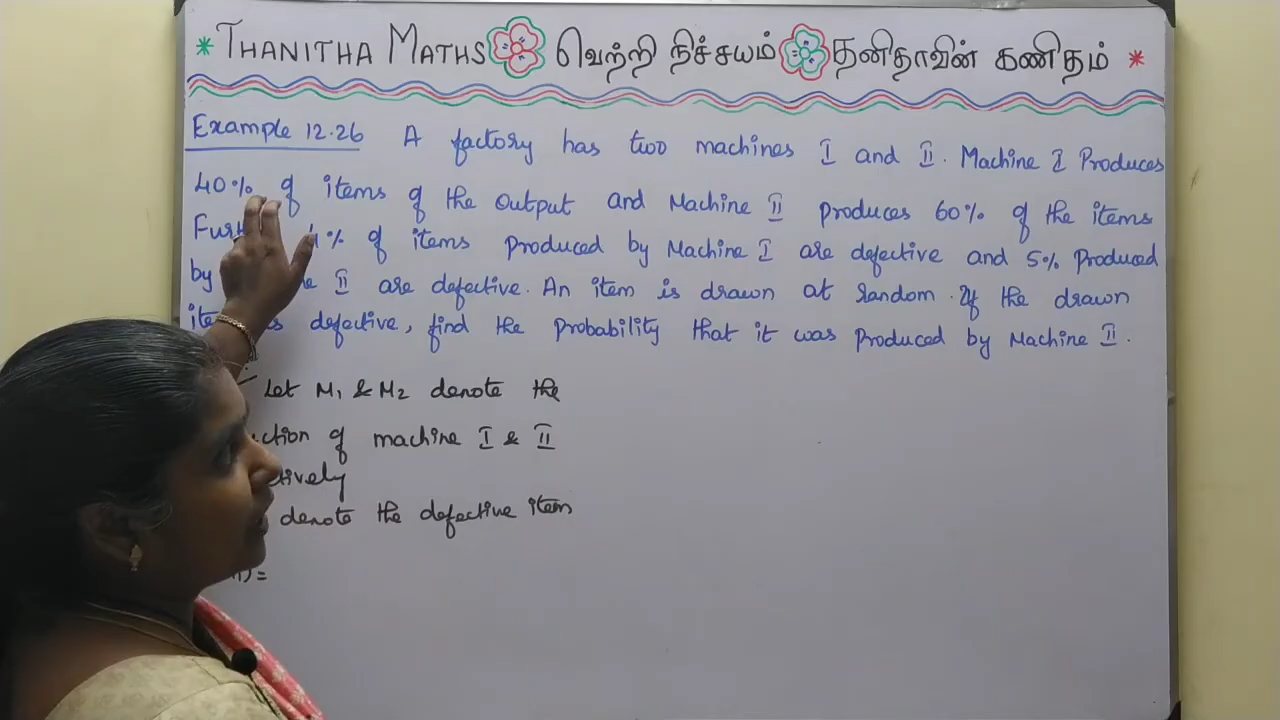 * THANITHA MATHS வெற்றி நிச்சயம் தனிதாவின் கணிதம் *
Example 12.26 A factory has two machines I and II. Machine I Produces
40% of items of the output and Machine II produces 60% of the items
4% of items produced by Machine I are defective and 5% Produced
by II are defective. An item is drawn at random. If the drawn
defective, find the Probability that it was Produced by Machine II.
Let M₁ & M₂ denote the
of machine I & II
denote the defective item
=